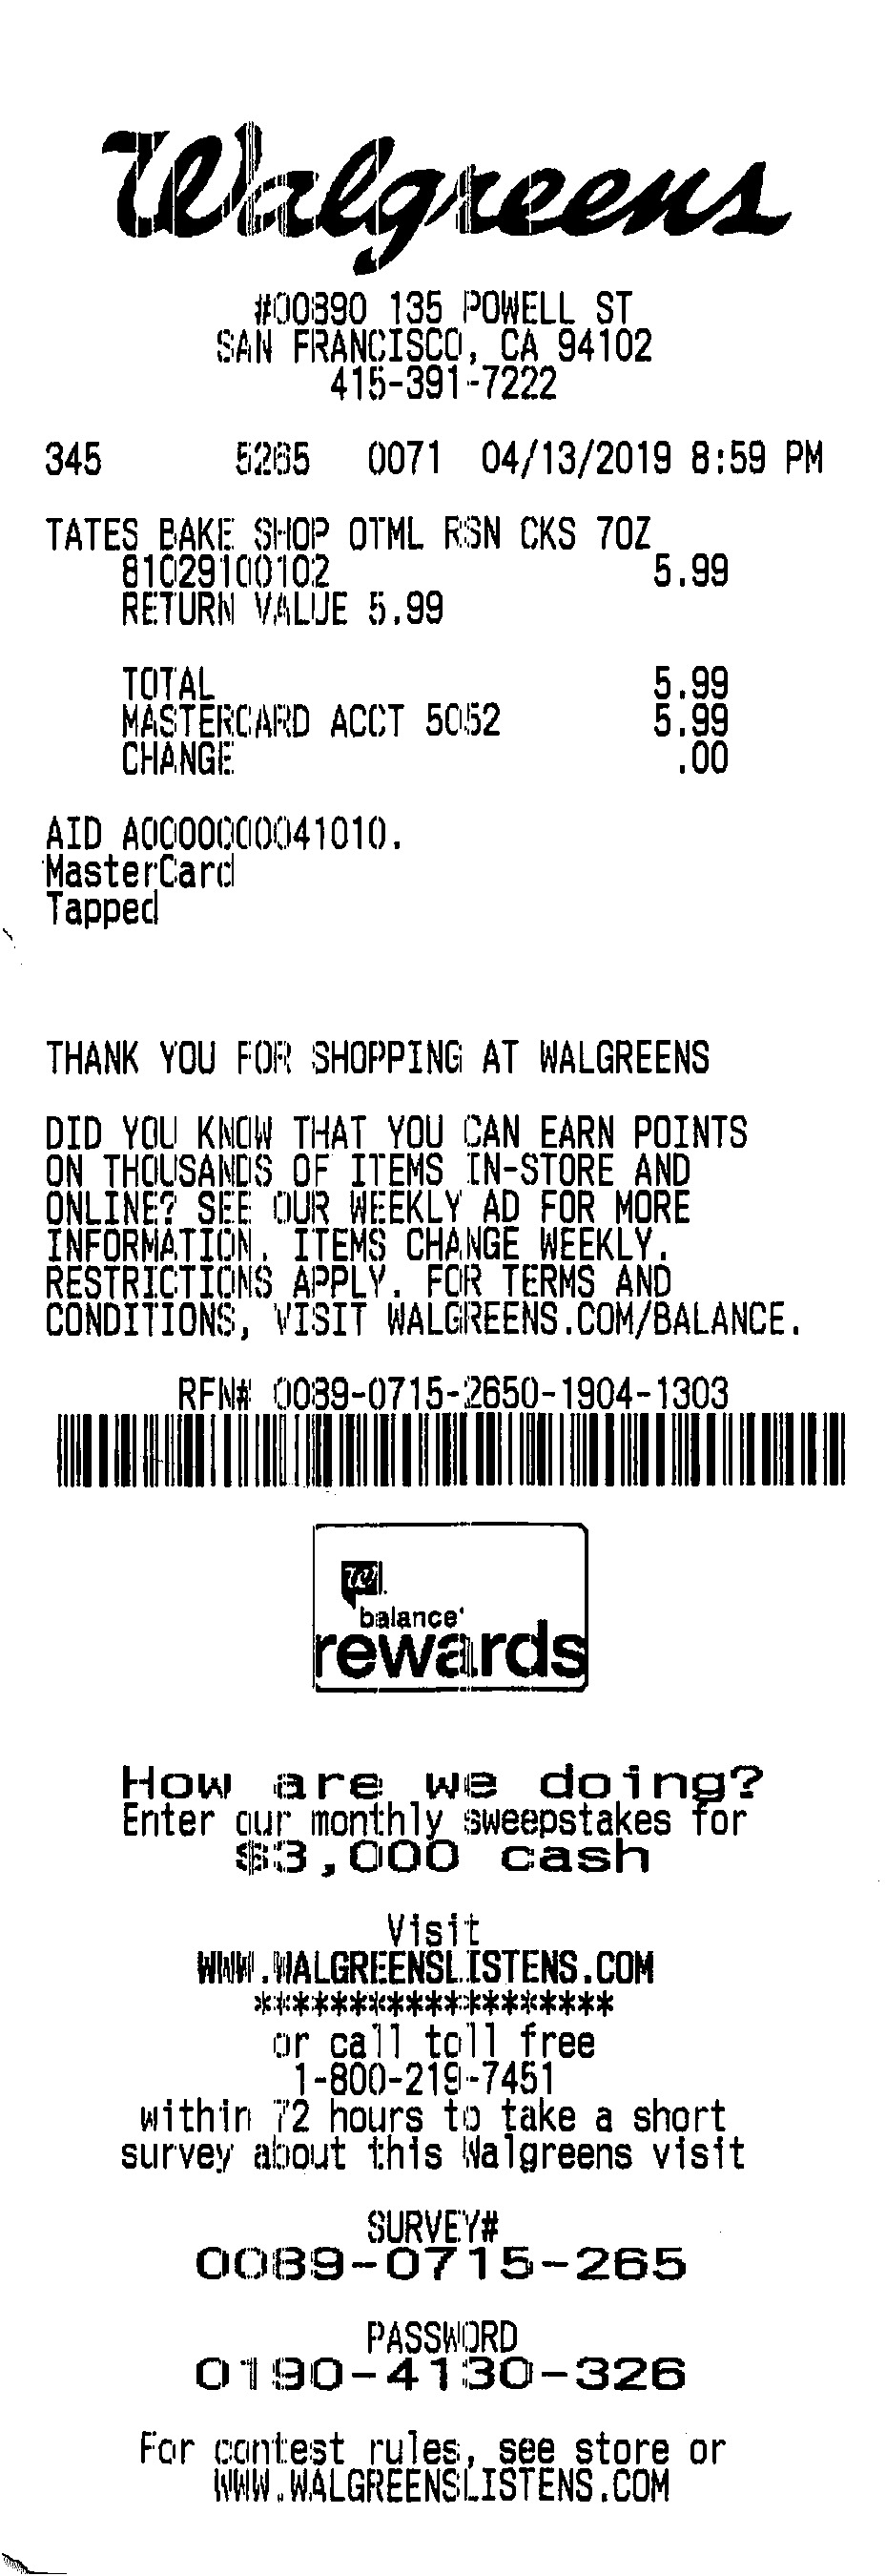 Walgreens
#00890 135 POWELL ST
SAN FRANCISCO, CA 94102
415-391-7222
345 5265 0071 04/13/2019 8:59 PM
TATES BAKE SHOP OTML RSN CKS 7OZ
81029100102 5.99
RETURN VALUE 5.99
TOTAL 5.99
MASTERCARD ACCT 5052 5.99
CHANGE .00
AID A0000000041010.
MasterCard
Tapped
THANK YOU FOR SHOPPING AT WALGREENS
DID YOU KNOW THAT YOU CAN EARN POINTS
ON THOUSANDS OF ITEMS IN-STORE AND
ONLINE? SEE OUR WEEKLY AD FOR MORE
INFORMATION. ITEMS CHANGE WEEKLY.
RESTRICTIONS APPLY. FOR TERMS AND
CONDITIONS, VISIT WALGREENS.COM/BALANCE.
RFN# 0089-0715-2650-1904-1303
W
balance'
rewards
How are we doing?
Enter our monthly sweepstakes for
$3,000 cash
Visit
WWW.WALGREENSLISTENS.COM
*******************
or call toll free
1-800-219-7451
within 72 hours to take a short
survey about this Walgreens visit
SURVEY#
0089-0715-265
PASSWORD
0190-4130-326
For contest rules, see store or
WWW.WALGREENSLISTENS.COM